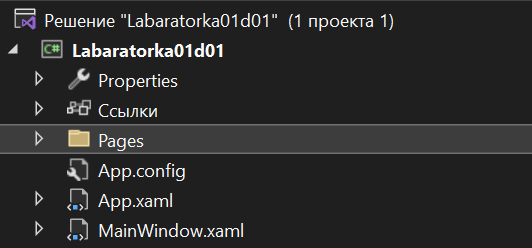 Решение "Labaratorka01d01" (1 проекта 1)
C# Labaratorka01d01
Properties
Ссылки
Pages
App.config
App.xaml
MainWindow.xaml